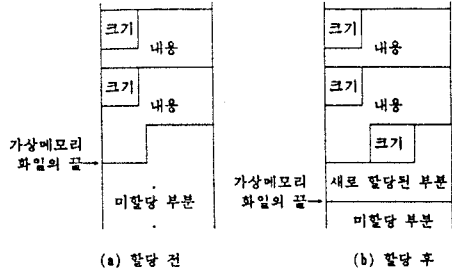 크기
내용
크기
내용
가상메모리
화일의 끝
미할당 부분
(a) 할당 전
크기
내용
크기
내용
크기
새로 할당된 부분
가상메모리
화일의 끝
미할당 부분
(b) 할당 후